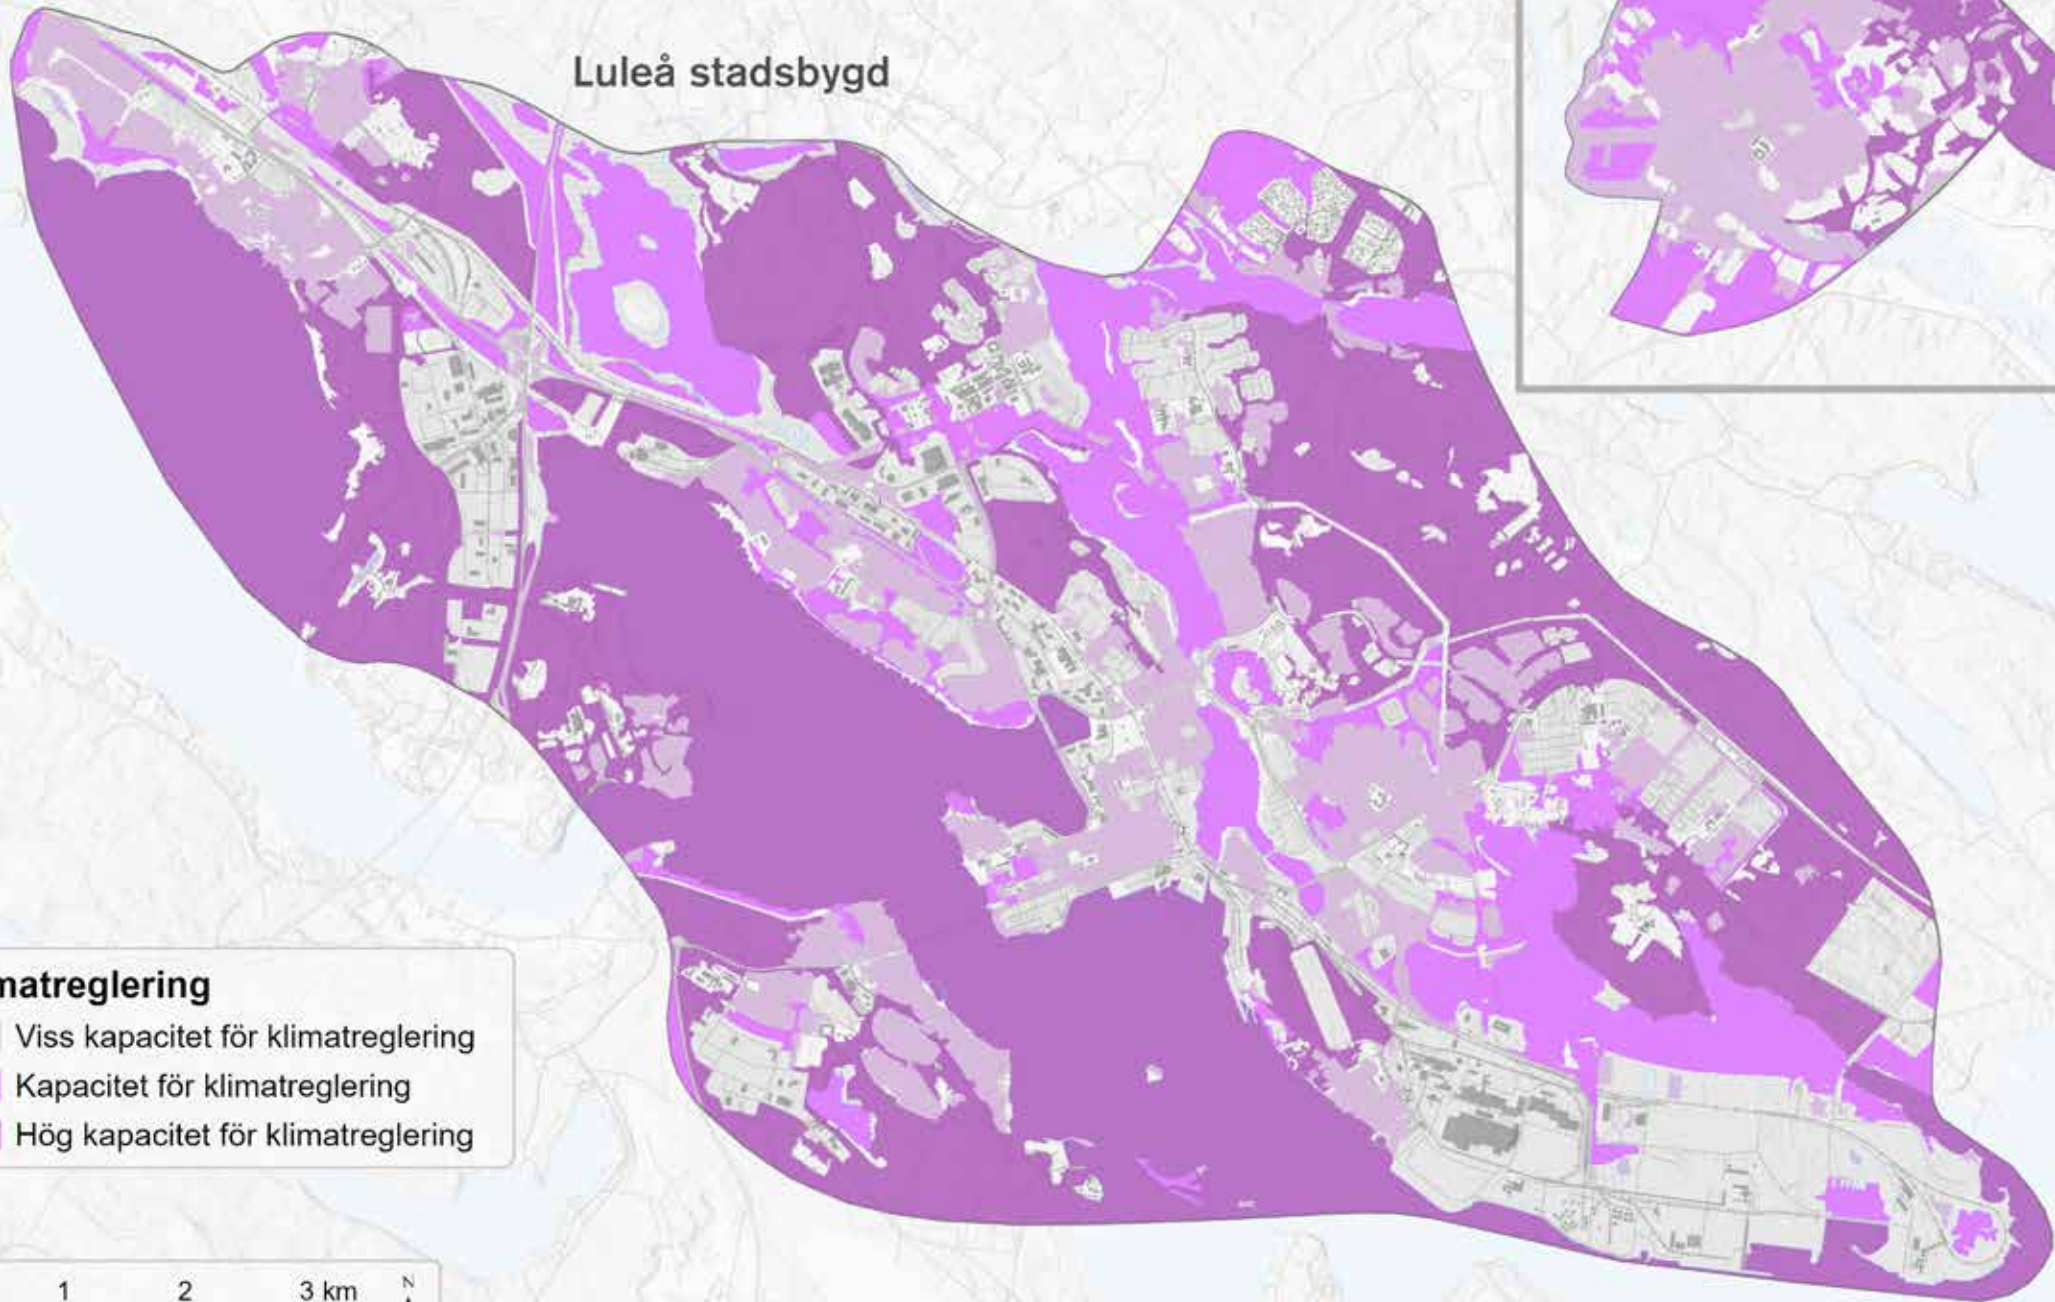 Luleå stadsbygd
matreglering
Viss kapacitet för klimatreglering
Kapacitet för klimatreglering
Hög kapacitet för klimatreglering
1 2 3 km
N